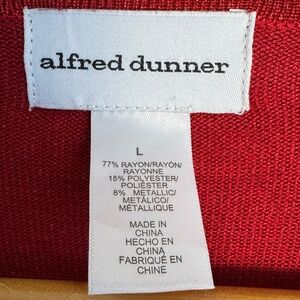 alfred dunner
L
77% RAYON/RAYÓN/
RAYONNE
15% POLYESTER/
POLIÉSTER
8% METALLIC/
METÁLICO/
MÉTALLIQUE
MADE IN
CHINA
HECHO EN
CHINA
FABRIQUÉ EN
CHINE